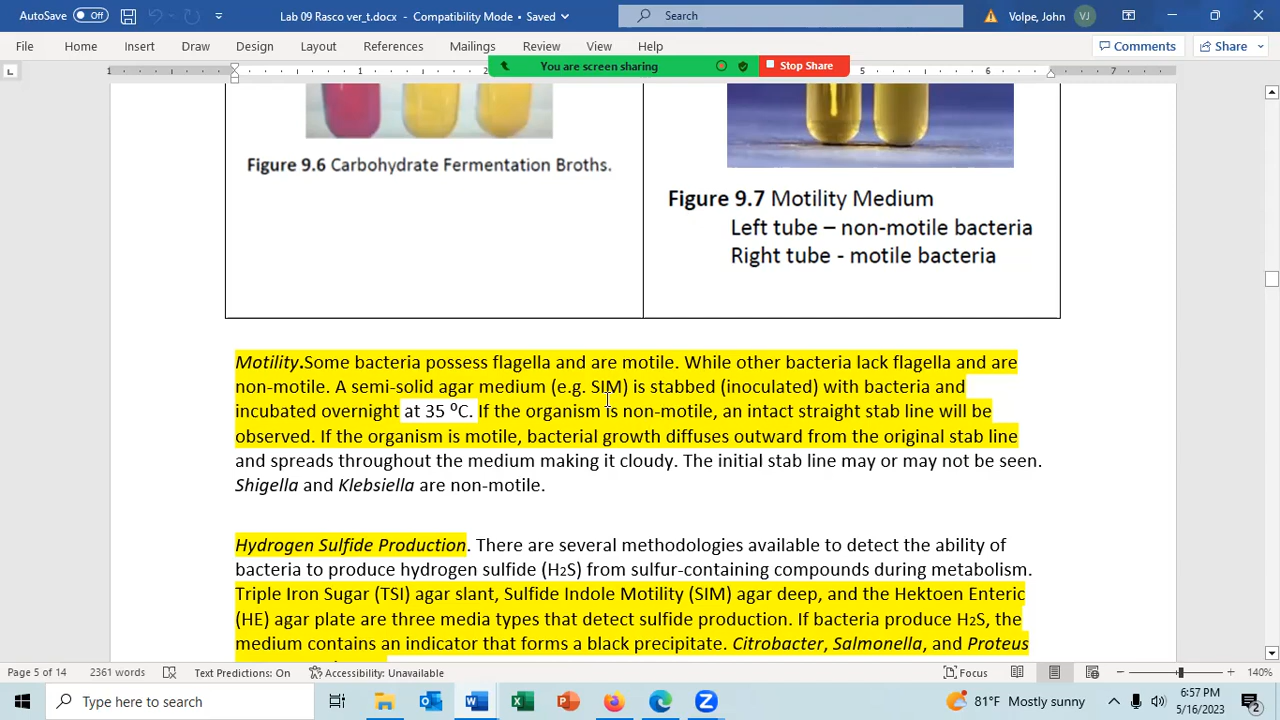 AutoSave Off Lab 09 Rasco ver_t.docx - Compatibility Mode • Saved Search Volpe, John VJ
File Home Insert Draw Design Layout References Mailings Review View Help Comments Share
You are screen sharing Stop Share
1 1 2 5 6 7
Figure 9.6 Carbohydrate Fermentation Broths.
Figure 9.7 Motility Medium
Left tube – non-motile bacteria
Right tube - motile bacteria
Motility.Some bacteria possess flagella and are motile. While other bacteria lack flagella and are
non-motile. A semi-solid agar medium (e.g. SIM) is stabbed (inoculated) with bacteria and
incubated overnight at 35 ⁰C. If the organism is non-motile, an intact straight stab line will be
observed. If the organism is motile, bacterial growth diffuses outward from the original stab line
and spreads throughout the medium making it cloudy. The initial stab line may or may not be seen.
Shigella and Klebsiella are non-motile.
Hydrogen Sulfide Production. There are several methodologies available to detect the ability of
bacteria to produce hydrogen sulfide (H₂S) from sulfur-containing compounds during metabolism.
Triple Iron Sugar (TSI) agar slant, Sulfide Indole Motility (SIM) agar deep, and the Hektoen Enteric
(HE) agar plate are three media types that detect sulfide production. If bacteria produce H₂S, the
medium contains an indicator that forms a black precipitate. Citrobacter, Salmonella, and Proteus
Page 5 of 14 2361 words Text Predictions: On Accessibility: Unavailable Focus 140%
Type here to search 81°F Mostly sunny 6:57 PM
5/16/2023 2